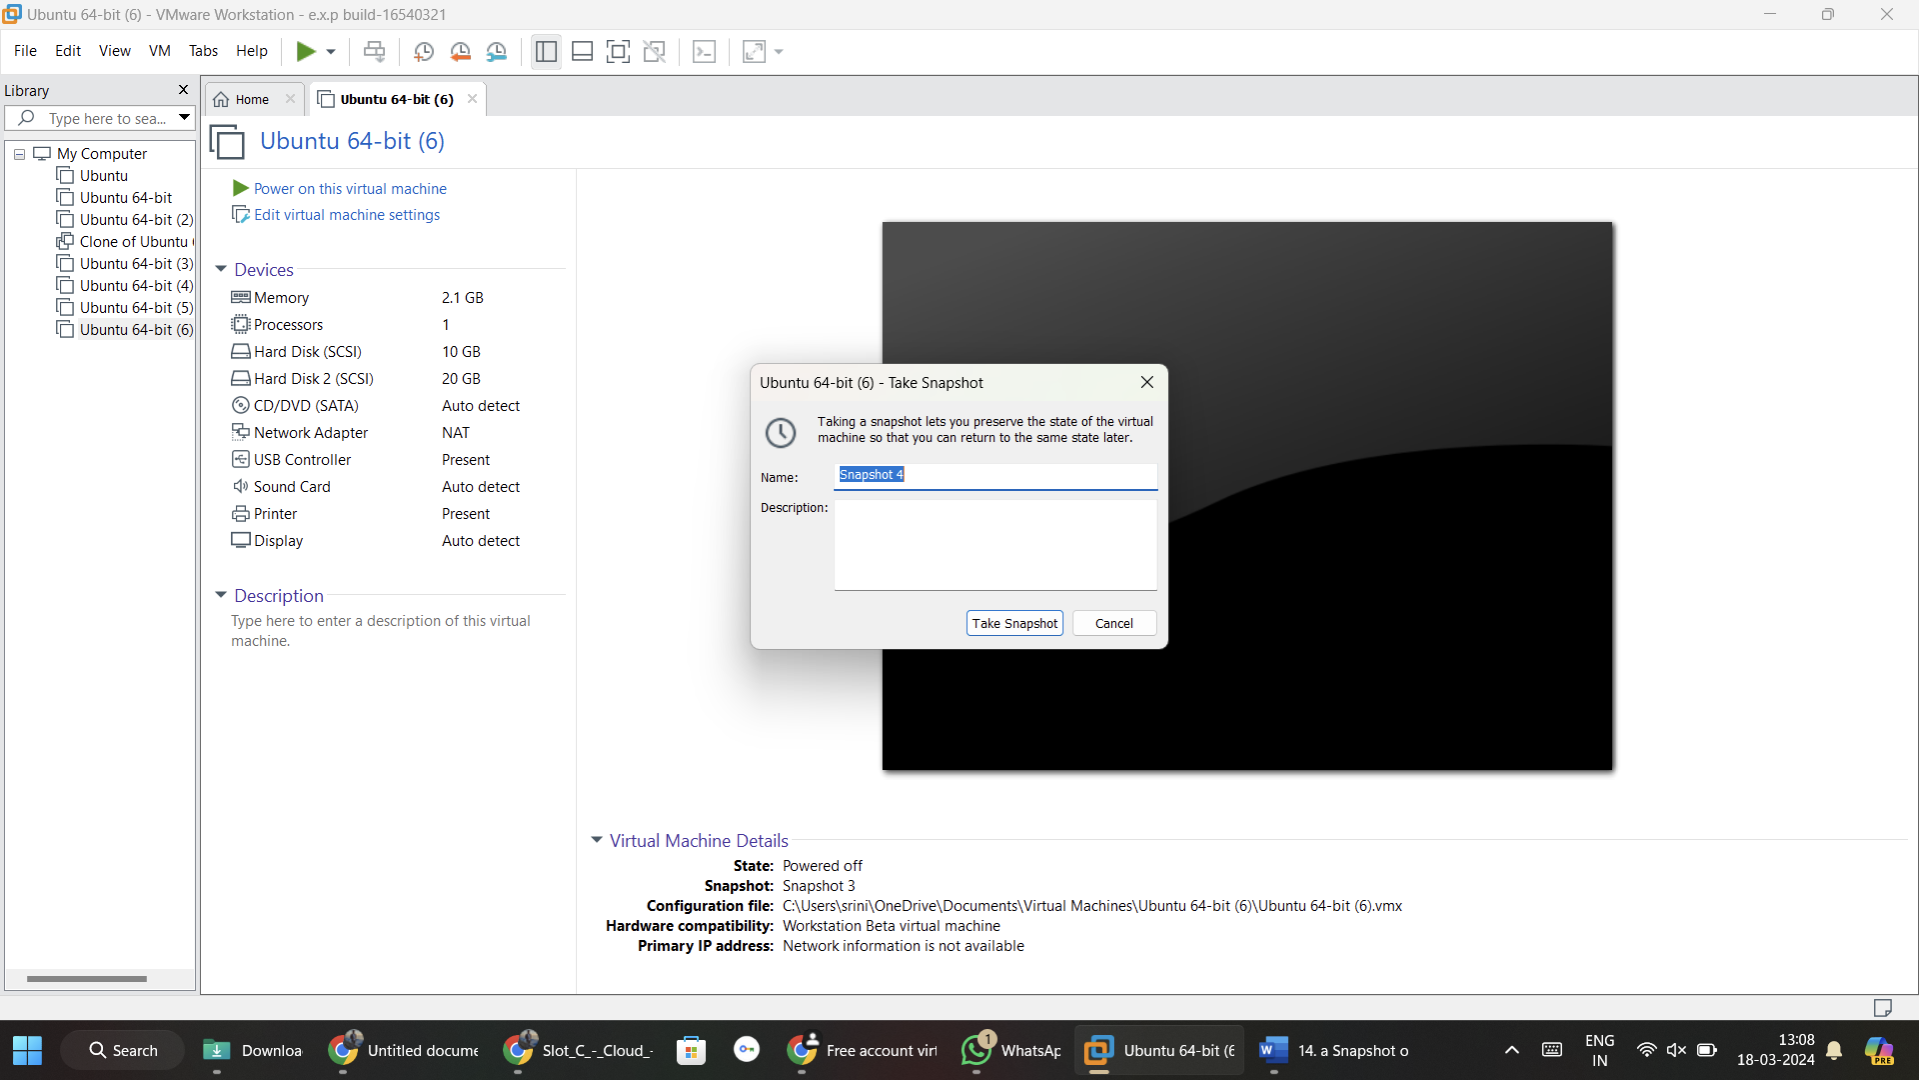 Ubuntu 64-bit (6) - VMware Workstation - e.x.p build-16540321
File Edit View VM Tabs Help
Library
Type here to sea...
My Computer
Ubuntu
Ubuntu 64-bit
Ubuntu 64-bit (2)
Clone of Ubuntu
Ubuntu 64-bit (3)
Ubuntu 64-bit (4)
Ubuntu 64-bit (5)
Ubuntu 64-bit (6)
Home
Ubuntu 64-bit (6)
Ubuntu 64-bit (6)
Power on this virtual machine
Edit virtual machine settings
Devices
Memory 2.1 GB
Processors 1
Hard Disk (SCSI) 10 GB
Hard Disk 2 (SCSI) 20 GB
CD/DVD (SATA) Auto detect
Network Adapter NAT
USB Controller Present
Sound Card Auto detect
Printer Present
Display Auto detect
Description
Type here to enter a description of this virtual
machine.
Ubuntu 64-bit (6) - Take Snapshot
Taking a snapshot lets you preserve the state of the virtual
machine so that you can return to the same state later.
Name: Snapshot 4
Description:
Take Snapshot Cancel
Virtual Machine Details
State: Powered off
Snapshot: Snapshot 3
Configuration file: C:\Users\srini\OneDrive\Documents\Virtual Machines\Ubuntu 64-bit (6)\Ubuntu 64-bit (6).vmx
Hardware compatibility: Workstation Beta virtual machine
Primary IP address: Network information is not available
Search
Downloa
Untitled docume
Slot_C_-_Cloud_-
Free account virt
1
WhatsAp
Ubuntu 64-bit (6
14. a Snapshot o
ENG
IN
13:08
18-03-2024
PRE